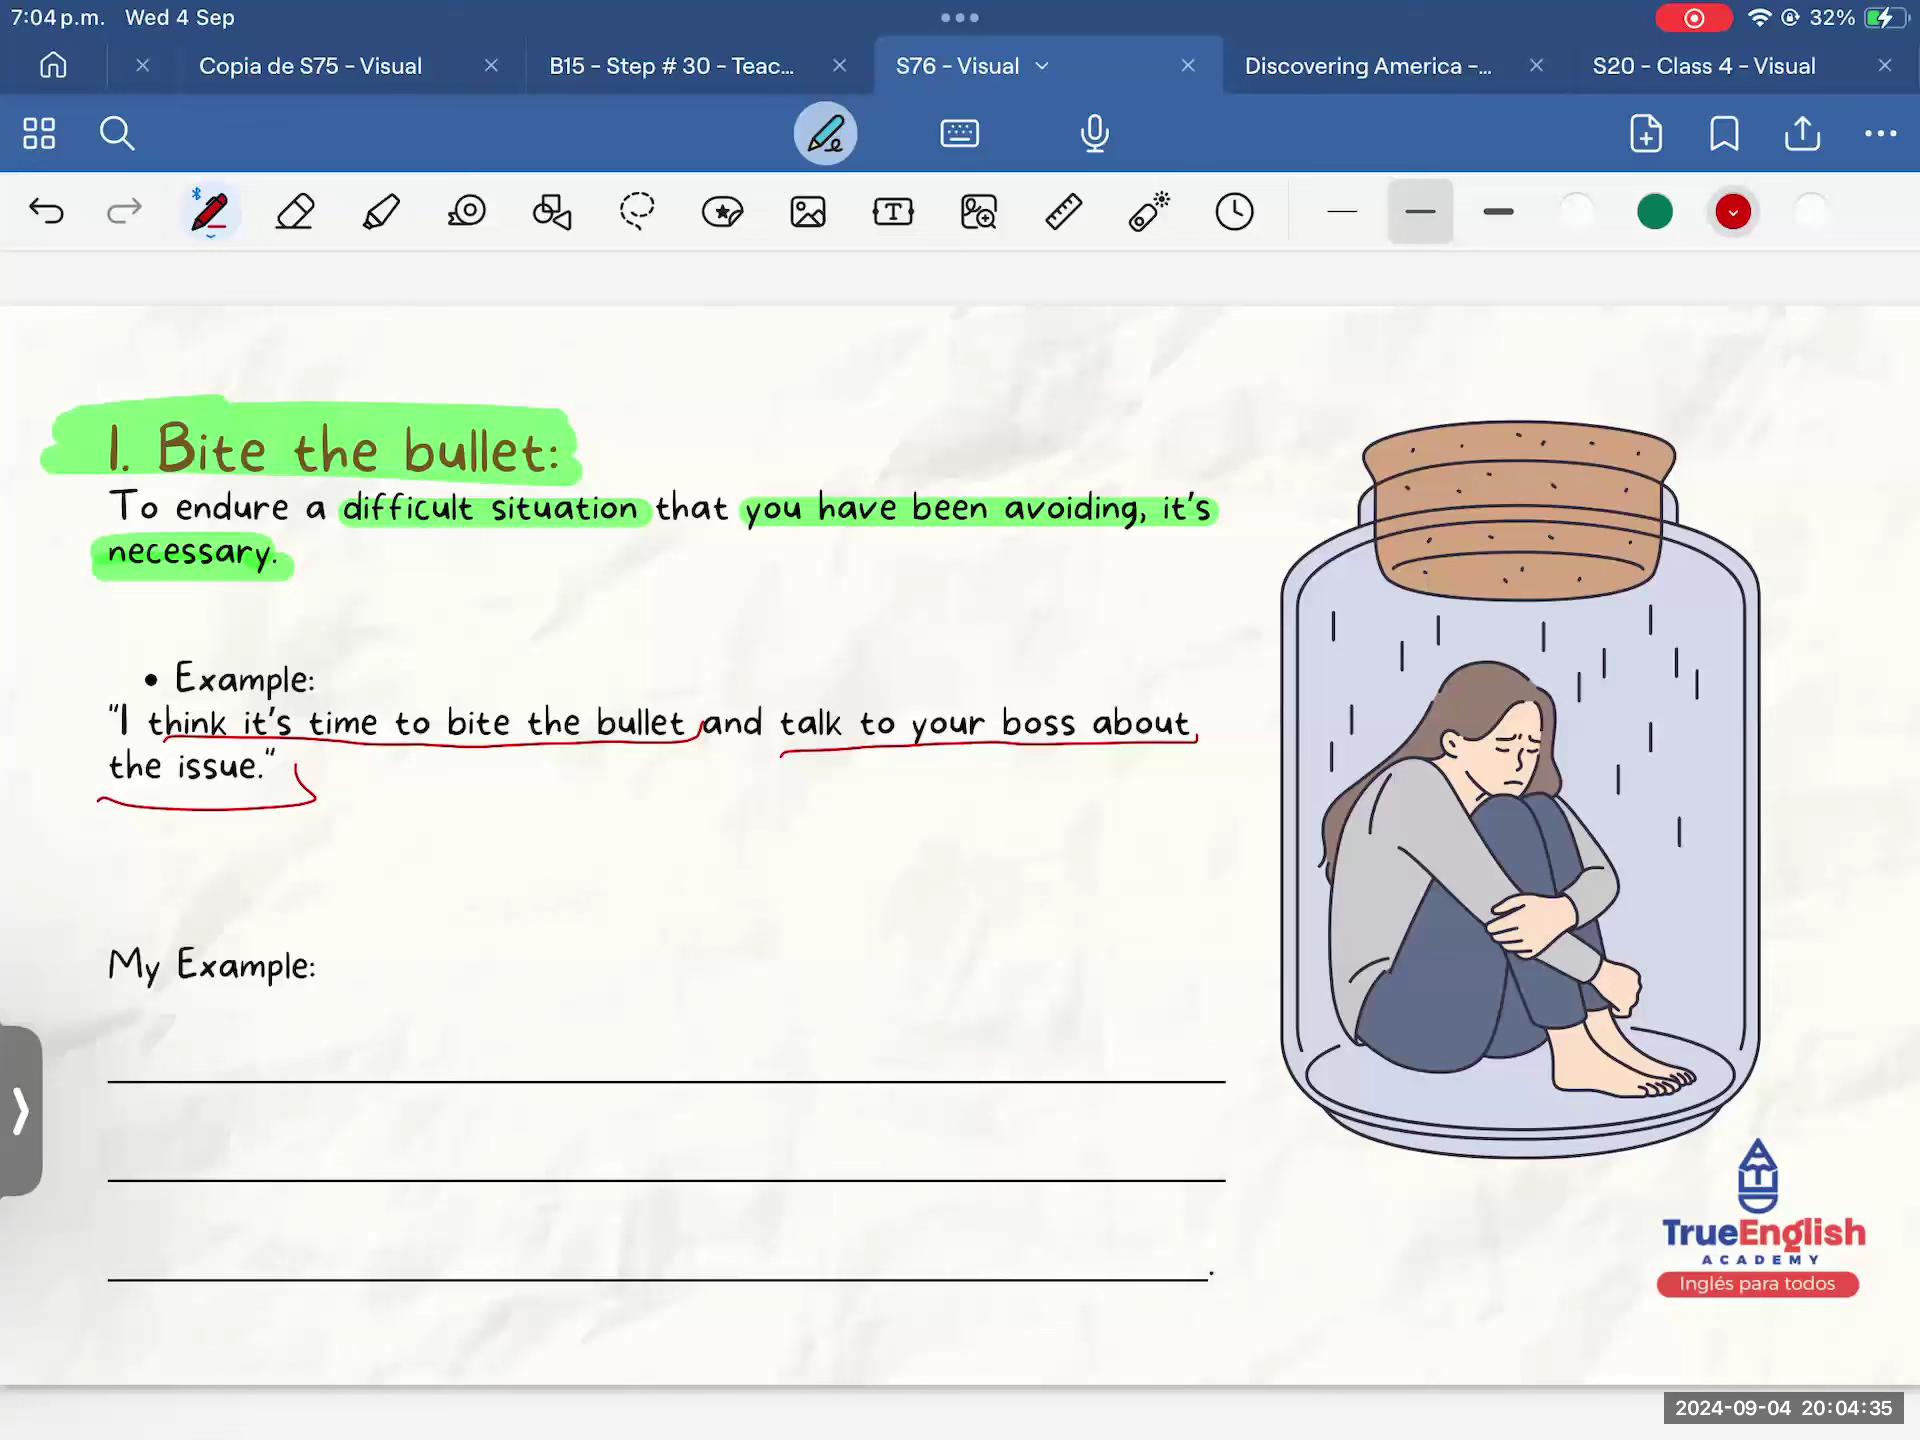 7:04 p.m. Wed 4 Sep
32%
Copia de S75 - Visual
B15 - Step # 30 - Teac...
S76 - Visual
Discovering America -...
S20 - Class 4 - Visual
1. Bite the bullet:
To endure a difficult situation that you have been avoiding, it's
necessary.
• Example:
"I think it's time to bite the bullet and talk to your boss about
the issue."
My Example:
.
TrueEnglish
ACADEMY
Inglés para todos
2024-09-04 20:04:35